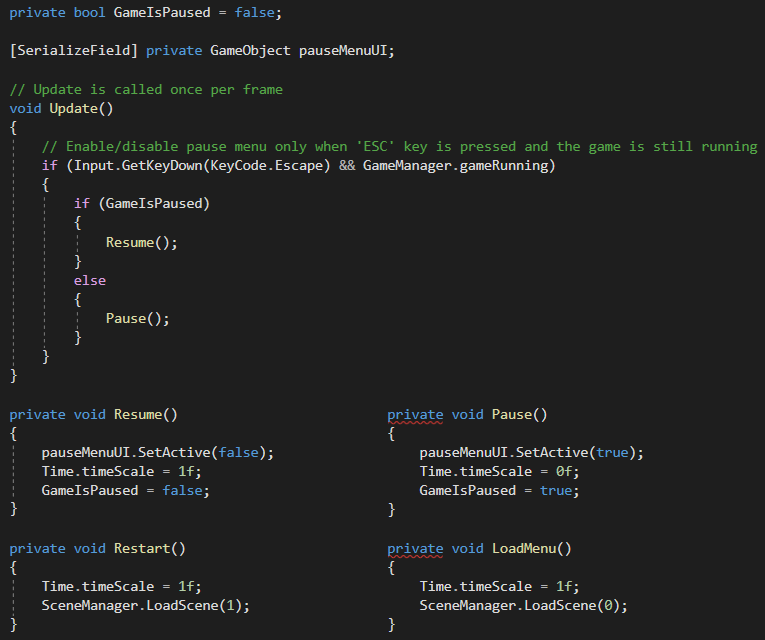 private bool GameIsPaused = false;
[SerializeField] private GameObject pauseMenuUI;
// Update is called once per frame
void Update()
{
// Enable/disable pause menu only when 'ESC' key is pressed and the game is still running
if (Input.GetKeyDown(KeyCode.Escape) && GameManager.gameRunning)
{
if (GameIsPaused)
{
Resume();
}
else
{
Pause();
}
}
}
private void Resume()
{
pauseMenuUI.SetActive(false);
Time.timeScale = 1f;
GameIsPaused = false;
}
private void Pause()
{
pauseMenuUI.SetActive(true);
Time.timeScale = 0f;
GameIsPaused = true;
}
private void Restart()
{
Time.timeScale = 1f;
SceneManager.LoadScene(1);
}
private void LoadMenu()
{
Time.timeScale = 1f;
SceneManager.LoadScene(0);
}